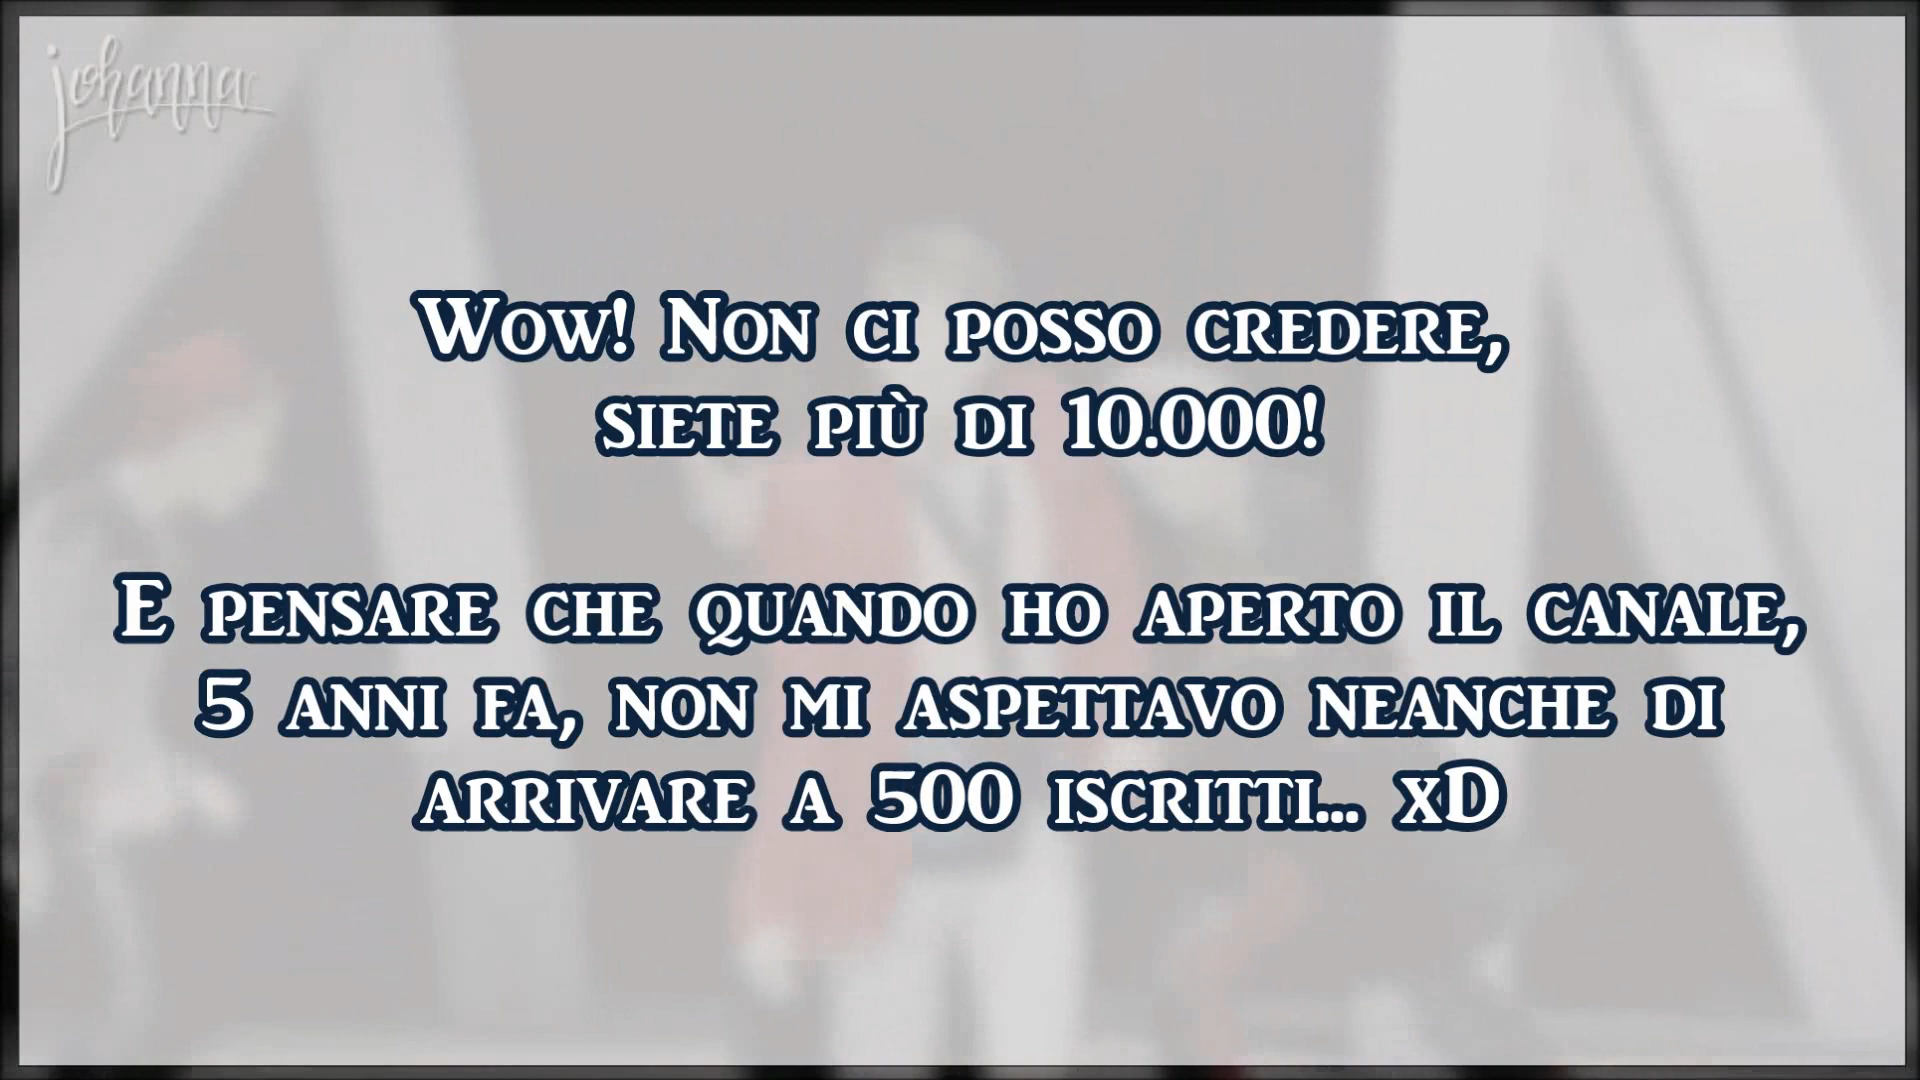 johanna
Wow! Non ci posso credere,
siete più di 10.000!
E pensare che quando ho aperto il canale,
5 anni fa, non mi aspettavo neanche di
arrivare a 500 iscritti... xD